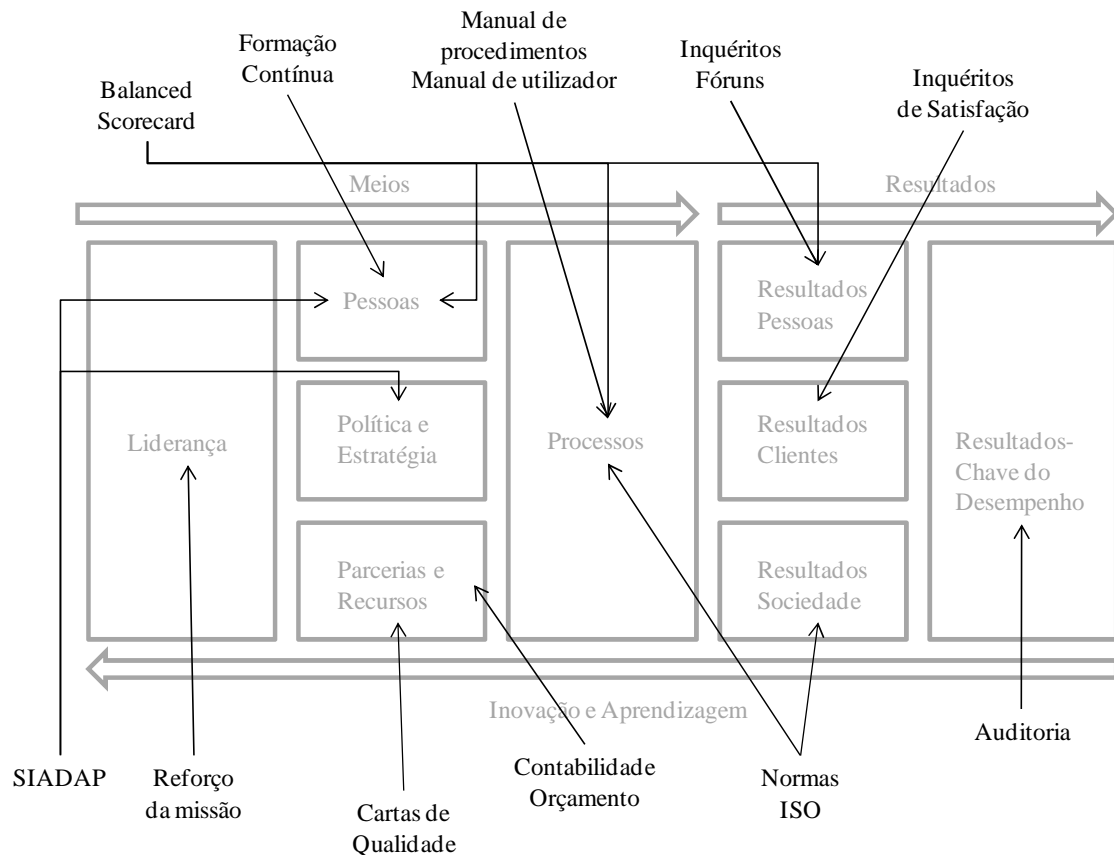 Manual de
procedimentos
Manual de utilizador
Formação
Contínua
Inquéritos
Fóruns
Inquéritos
de Satisfação
Balanced
Scorecard
Meios
Resultados
Pessoas
Resultados
Pessoas
Liderança
Política e
Estratégia
Processos
Resultados
Clientes
Resultados-
Chave do
Desempenho
Parcerias e
Recursos
Resultados
Sociedade
Inovação e Aprendizagem
SIADAP
Reforço
da missão
Cartas de
Qualidade
Contabilidade
Orçamento
Normas
ISO
Auditoria